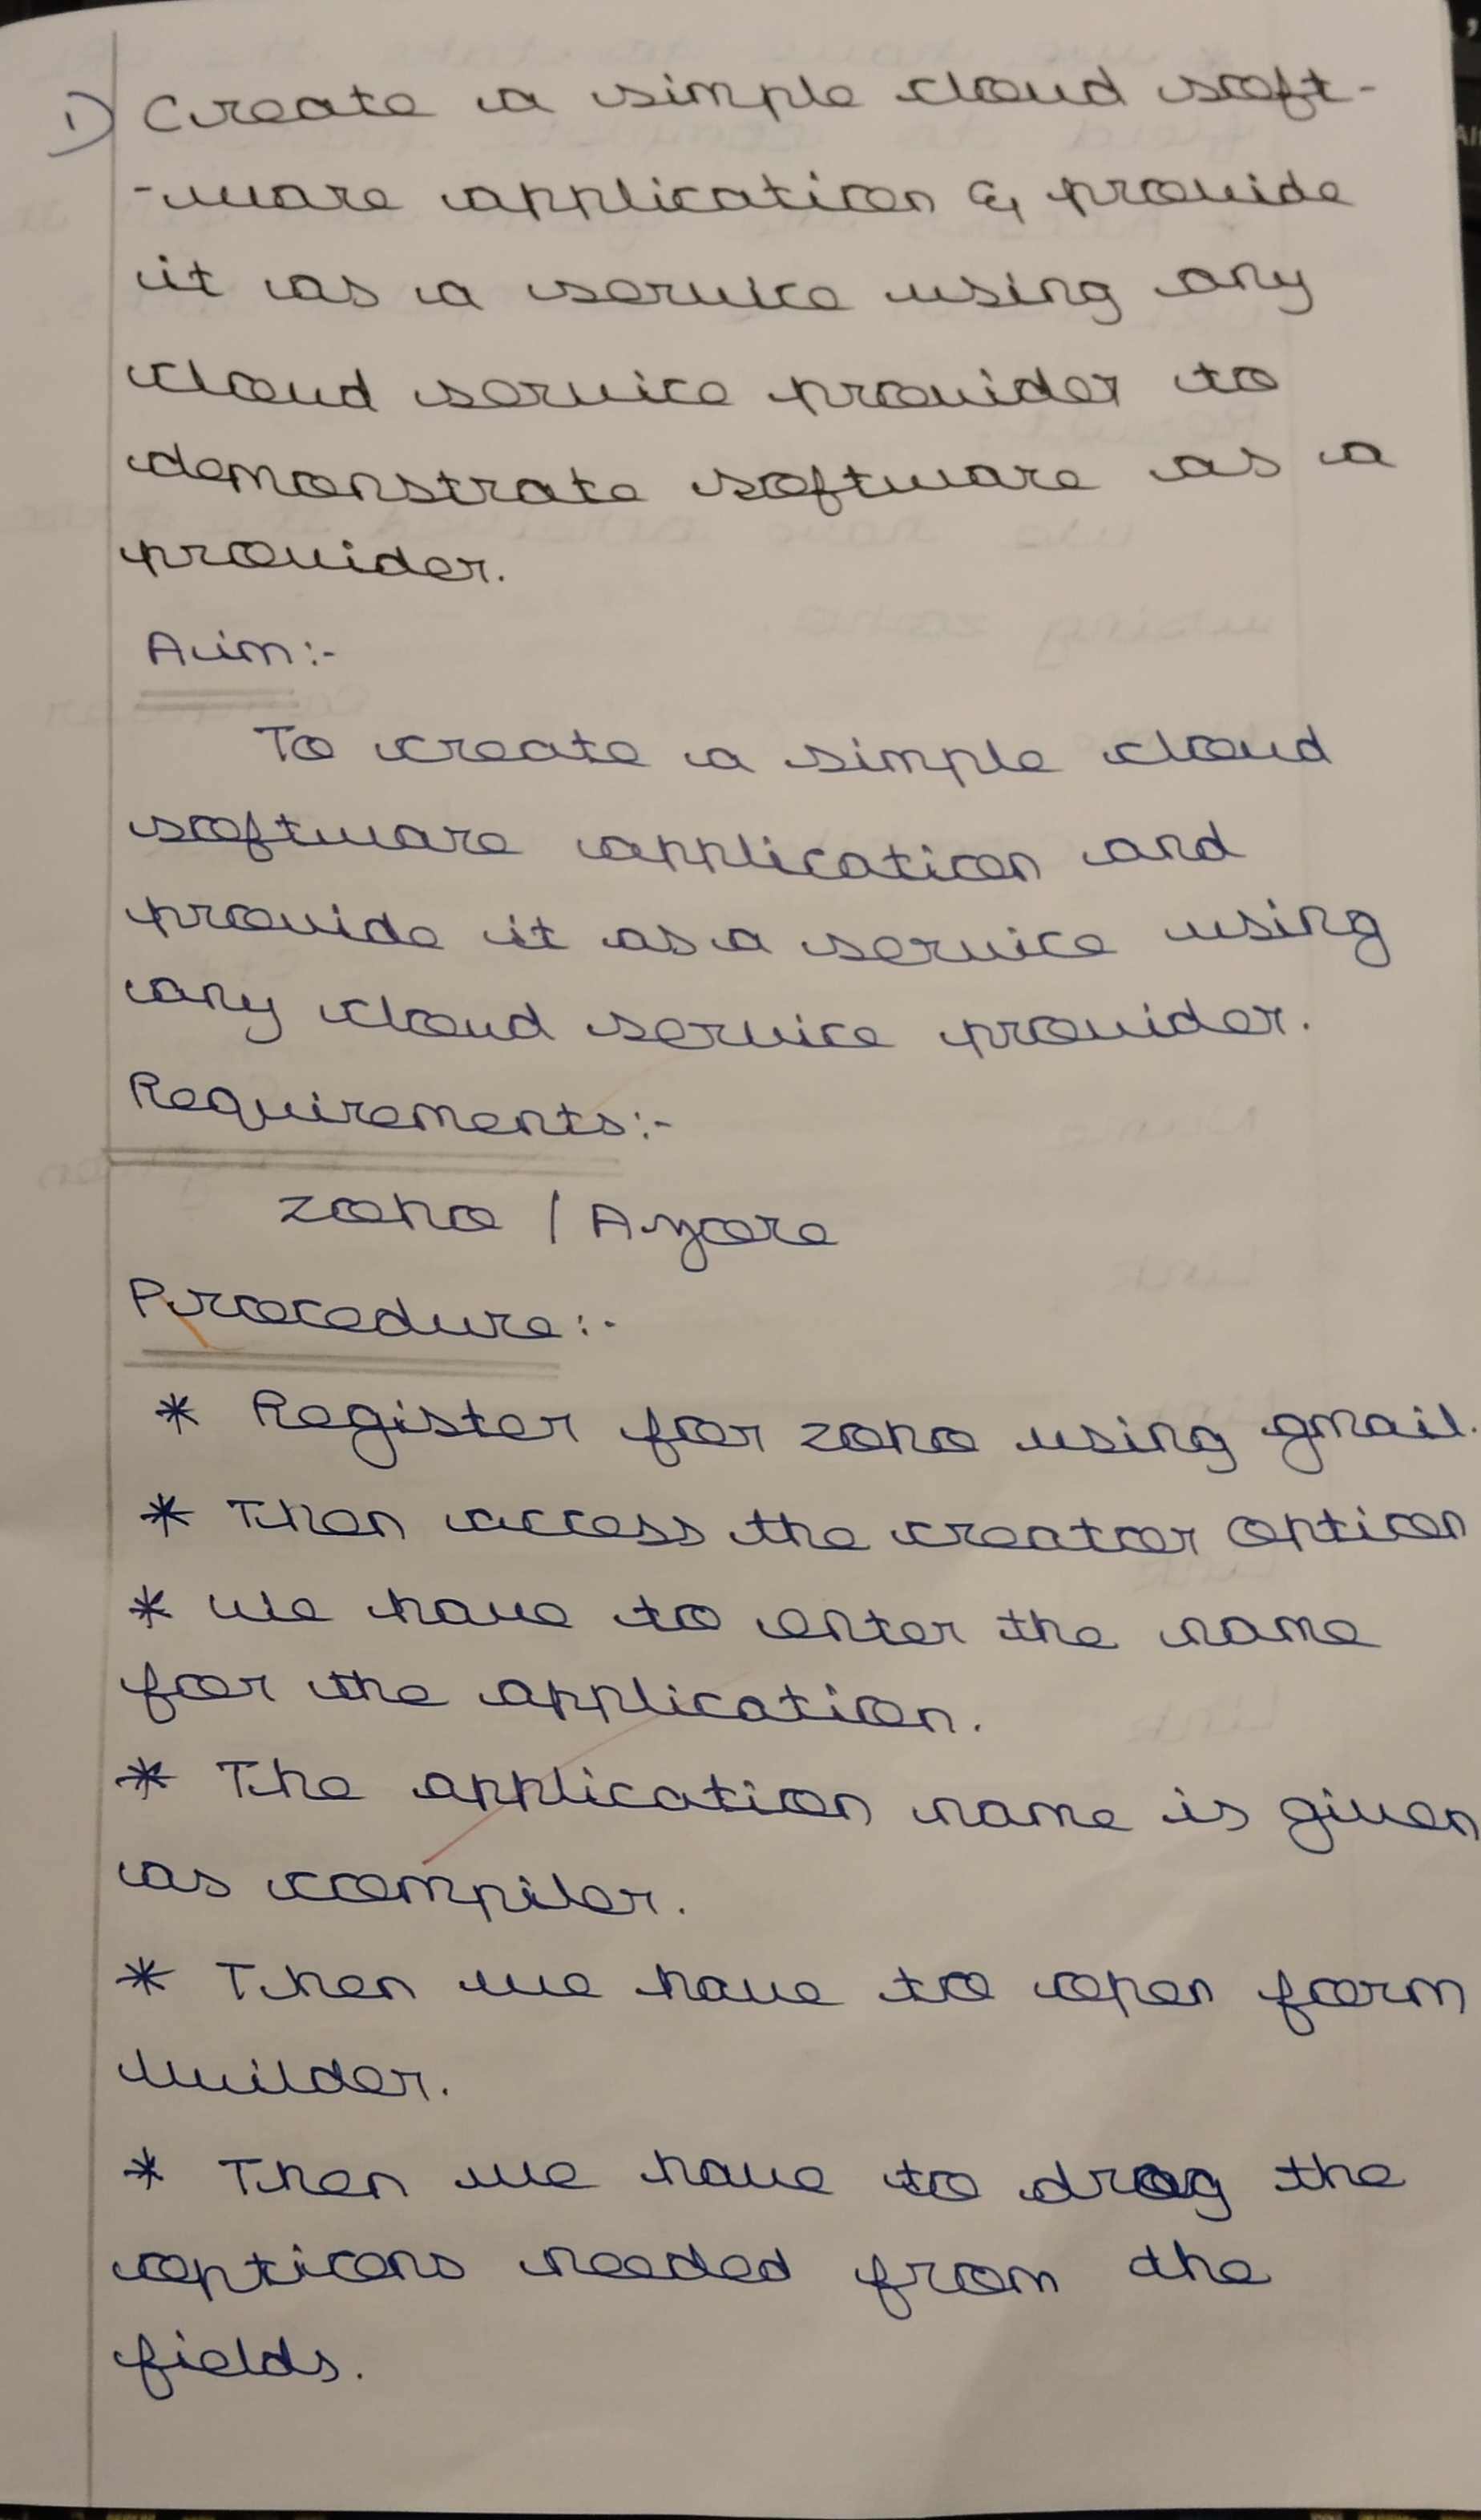 1) Create a simple cloud soft-
-ware application & provide
it as a service using any
cloud service provider to
demonstrate software as a
provider.
Aim:-
To create a simple cloud
software application and
provide it as a service using
any cloud service provider.
Requirements:-
zoho / Azore
Procedure:-
* Register for zoho using gmail.
* Then access the creator option
* We have to enter the name
for the application.
* The application name is given
as compiler.
* Then we have to open form
builder.
* Then we have to drag the
options needed from the
fields.